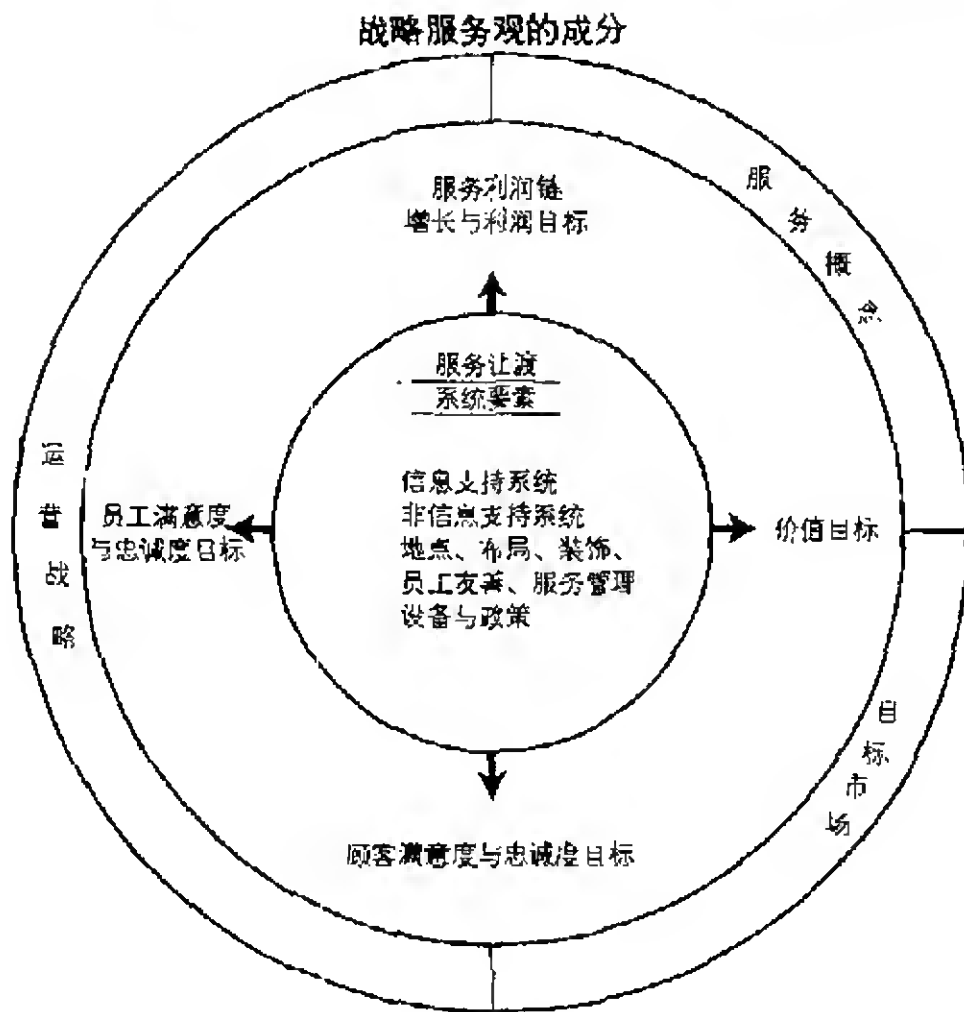 战略服务观的成分
服务利润链
增长与利润目标
服务概念
服务让渡
系统要素
信息支持系统
非信息支持系统
地点、布局、装饰、
员工友善、服务管理
设备与政策
运营战略
员工满意度
与忠诚度目标
价值目标
目标市场
顾客满意度与忠诚度目标